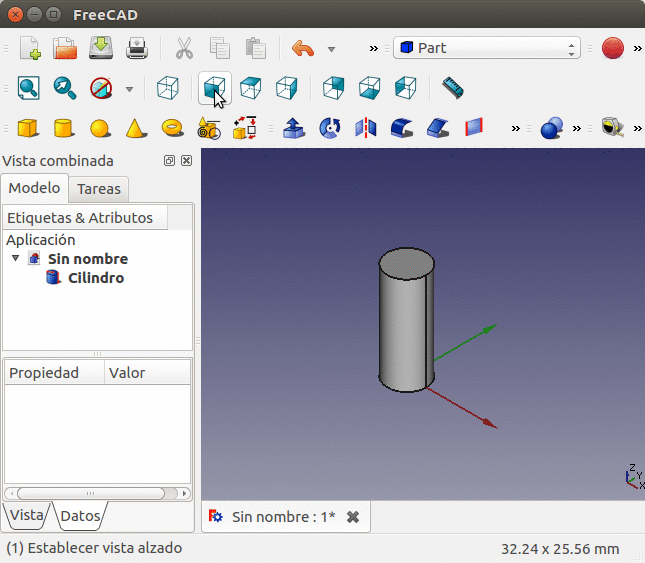 FreeCAD
»
Part
»
»
»
Vista combinada
Modelo
Tareas
Etiquetas & Atributos
Aplicación
Sin nombre
Cilindro
Propiedad
Valor
Z
Y
X
Vista
Datos
Sin nombre : 1*
(1) Establecer vista alzado
32.24 x 25.56 mm